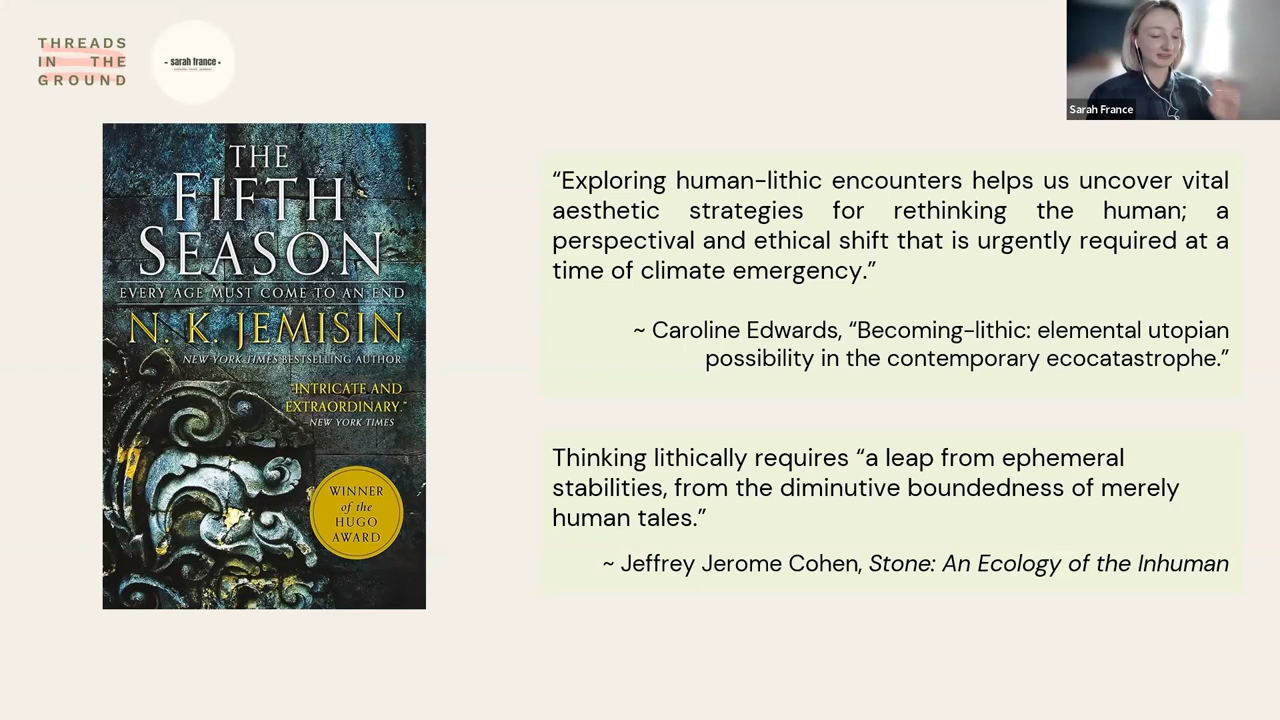 THREADS
IN THE
GROUND
- sarah france -
Sarah France
THE
FIFTH
SEASON
EVERY AGE MUST COME TO AN END
N. K. JEMISIN
NEW YORK TIMES BESTSELLING AUTHOR
"INTRICATE AND
EXTRAORDINARY."
—NEW YORK TIMES
WINNER
of the
HUGO
AWARD
“Exploring human-lithic encounters helps us uncover vital
aesthetic strategies for rethinking the human; a
perspectival and ethical shift that is urgently required at a
time of climate emergency.”
~ Caroline Edwards, “Becoming-lithic: elemental utopian
possibility in the contemporary ecocatastrophe.”
Thinking lithically requires “a leap from ephemeral
stabilities, from the diminutive boundedness of merely
human tales.”
~ Jeffrey Jerome Cohen, Stone: An Ecology of the Inhuman